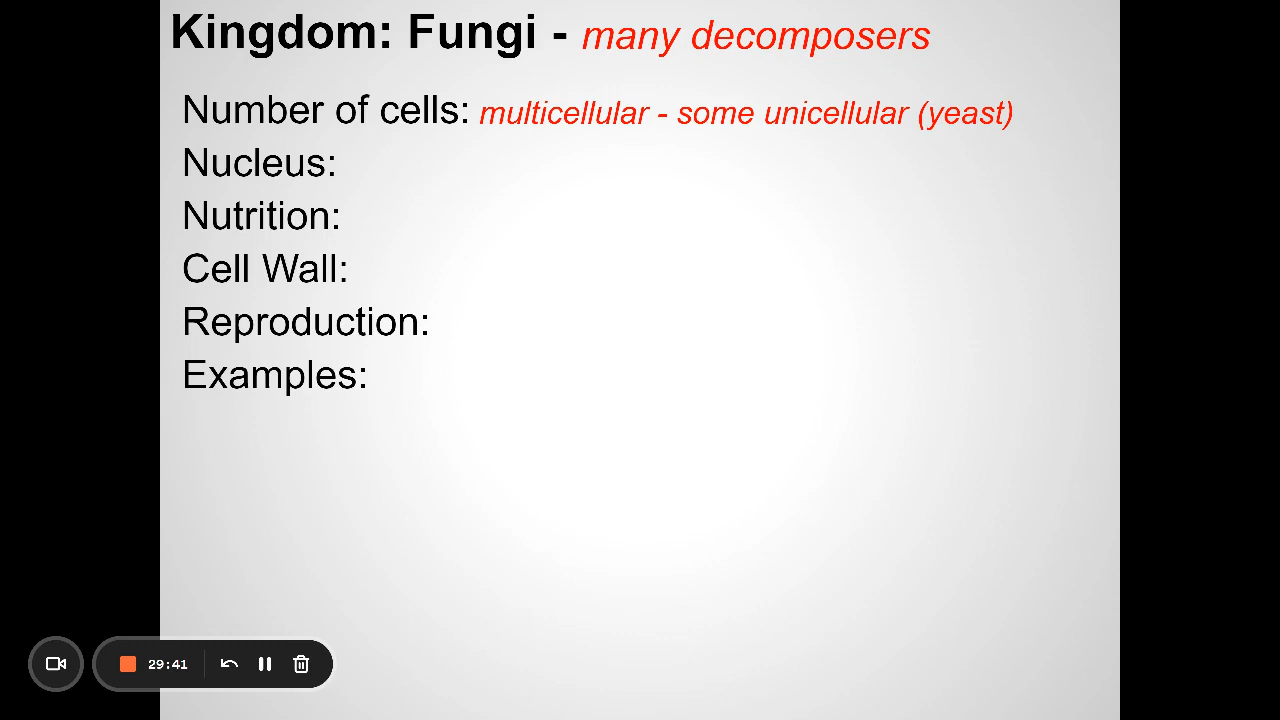 Kingdom: Fungi - many decomposers
Number of cells: multicellular - some unicellular (yeast)
Nucleus:
Nutrition:
Cell Wall:
Reproduction:
Examples:
29:41